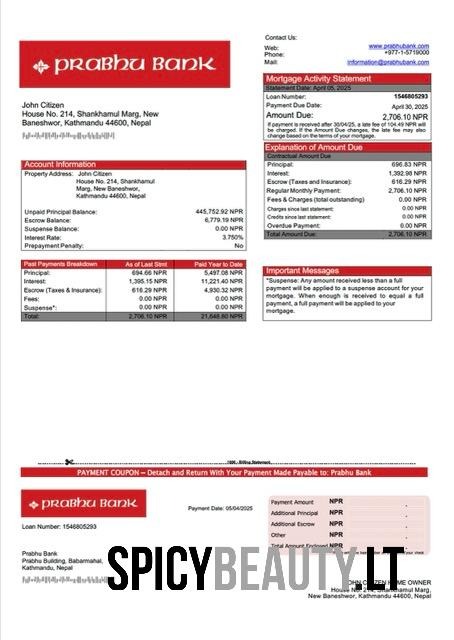 Contact Us:
Web: www.prabhubank.com
Phone: +977-1-5719000
Mail: information@prabhubank.com
PRABHU BANK
Mortgage Activity Statement
Statement Date: April 05, 2025
Loan Number: 1546805293
Payment Due Date: April 30, 2025
Amount Due: 2,706.10 NPR
If payment is received after 30/04/25, a late fee of 104.49 NPR will
be charged. If the Amount Due changes, the late fee may also
change based on the terms of your mortgage.
John Citizen
House No. 214, Shankhamul Marg, New
Baneshwor, Kathmandu 44600, Nepal
Explanation of Amount Due
Contractual Amount Due
Principal: 696.83 NPR
Interest: 1,392.98 NPR
Escrow (Taxes and Insurance): 616.29 NPR
Regular Monthly Payment: 2,706.10 NPR
Fees & Charges (total outstanding) 0.00 NPR
Charges since last statement: 0.00 NPR
Credits since last statement: 0.00 NPR
Overdue Payment: 0.00 NPR
Total Amount Due: 2,706.10 NPR
Account Information
Property Address: John Citizen
House No. 214, Shankhamul
Marg, New Baneshwor,
Kathmandu 44600, Nepal
Unpaid Principal Balance: 445,752.92 NPR
Escrow Balance: 6,779.19 NPR
Suspense Balance: 0.00 NPR
Interest Rate: 3.750%
Prepayment Penalty: No
Past Payments Breakdown As of Last Stmt Paid Year to Date
Principal: 694.66 NPR 5,497.08 NPR
Interest: 1,395.15 NPR 11,221.40 NPR
Escrow (Taxes & Insurance): 616.29 NPR 4,930.32 NPR
Fees: 0.00 NPR 0.00 NPR
Suspense*: 0.00 NPR 0.00 NPR
Total: 2,706.10 NPR 21,648.80 NPR
Important Messages
*Suspense: Any amount received less than a full
payment will be applied to a suspense account for your
mortgage. When enough is received to equal a full
payment, a full payment will be applied to your
mortgage.
Billing Statement
PAYMENT COUPON – Detach and Return With Your Payment Made Payable to: Prabhu Bank
PRABHU BANK
Payment Date: 05/04/2025
Loan Number: 1546805293
Payment Amount NPR
Additional Principal NPR
Additional Escrow NPR
Other NPR
Total Amount Enclosed NPR
Prabhu Bank
Prabhu Building, Babarmahal,
Kathmandu, Nepal
SPICYBEAUTY.LT
JOHN CITIZEN HOME OWNER
House No. 214, Shankhamul Marg,
New Baneshwor, Kathmandu 44600, Nepal